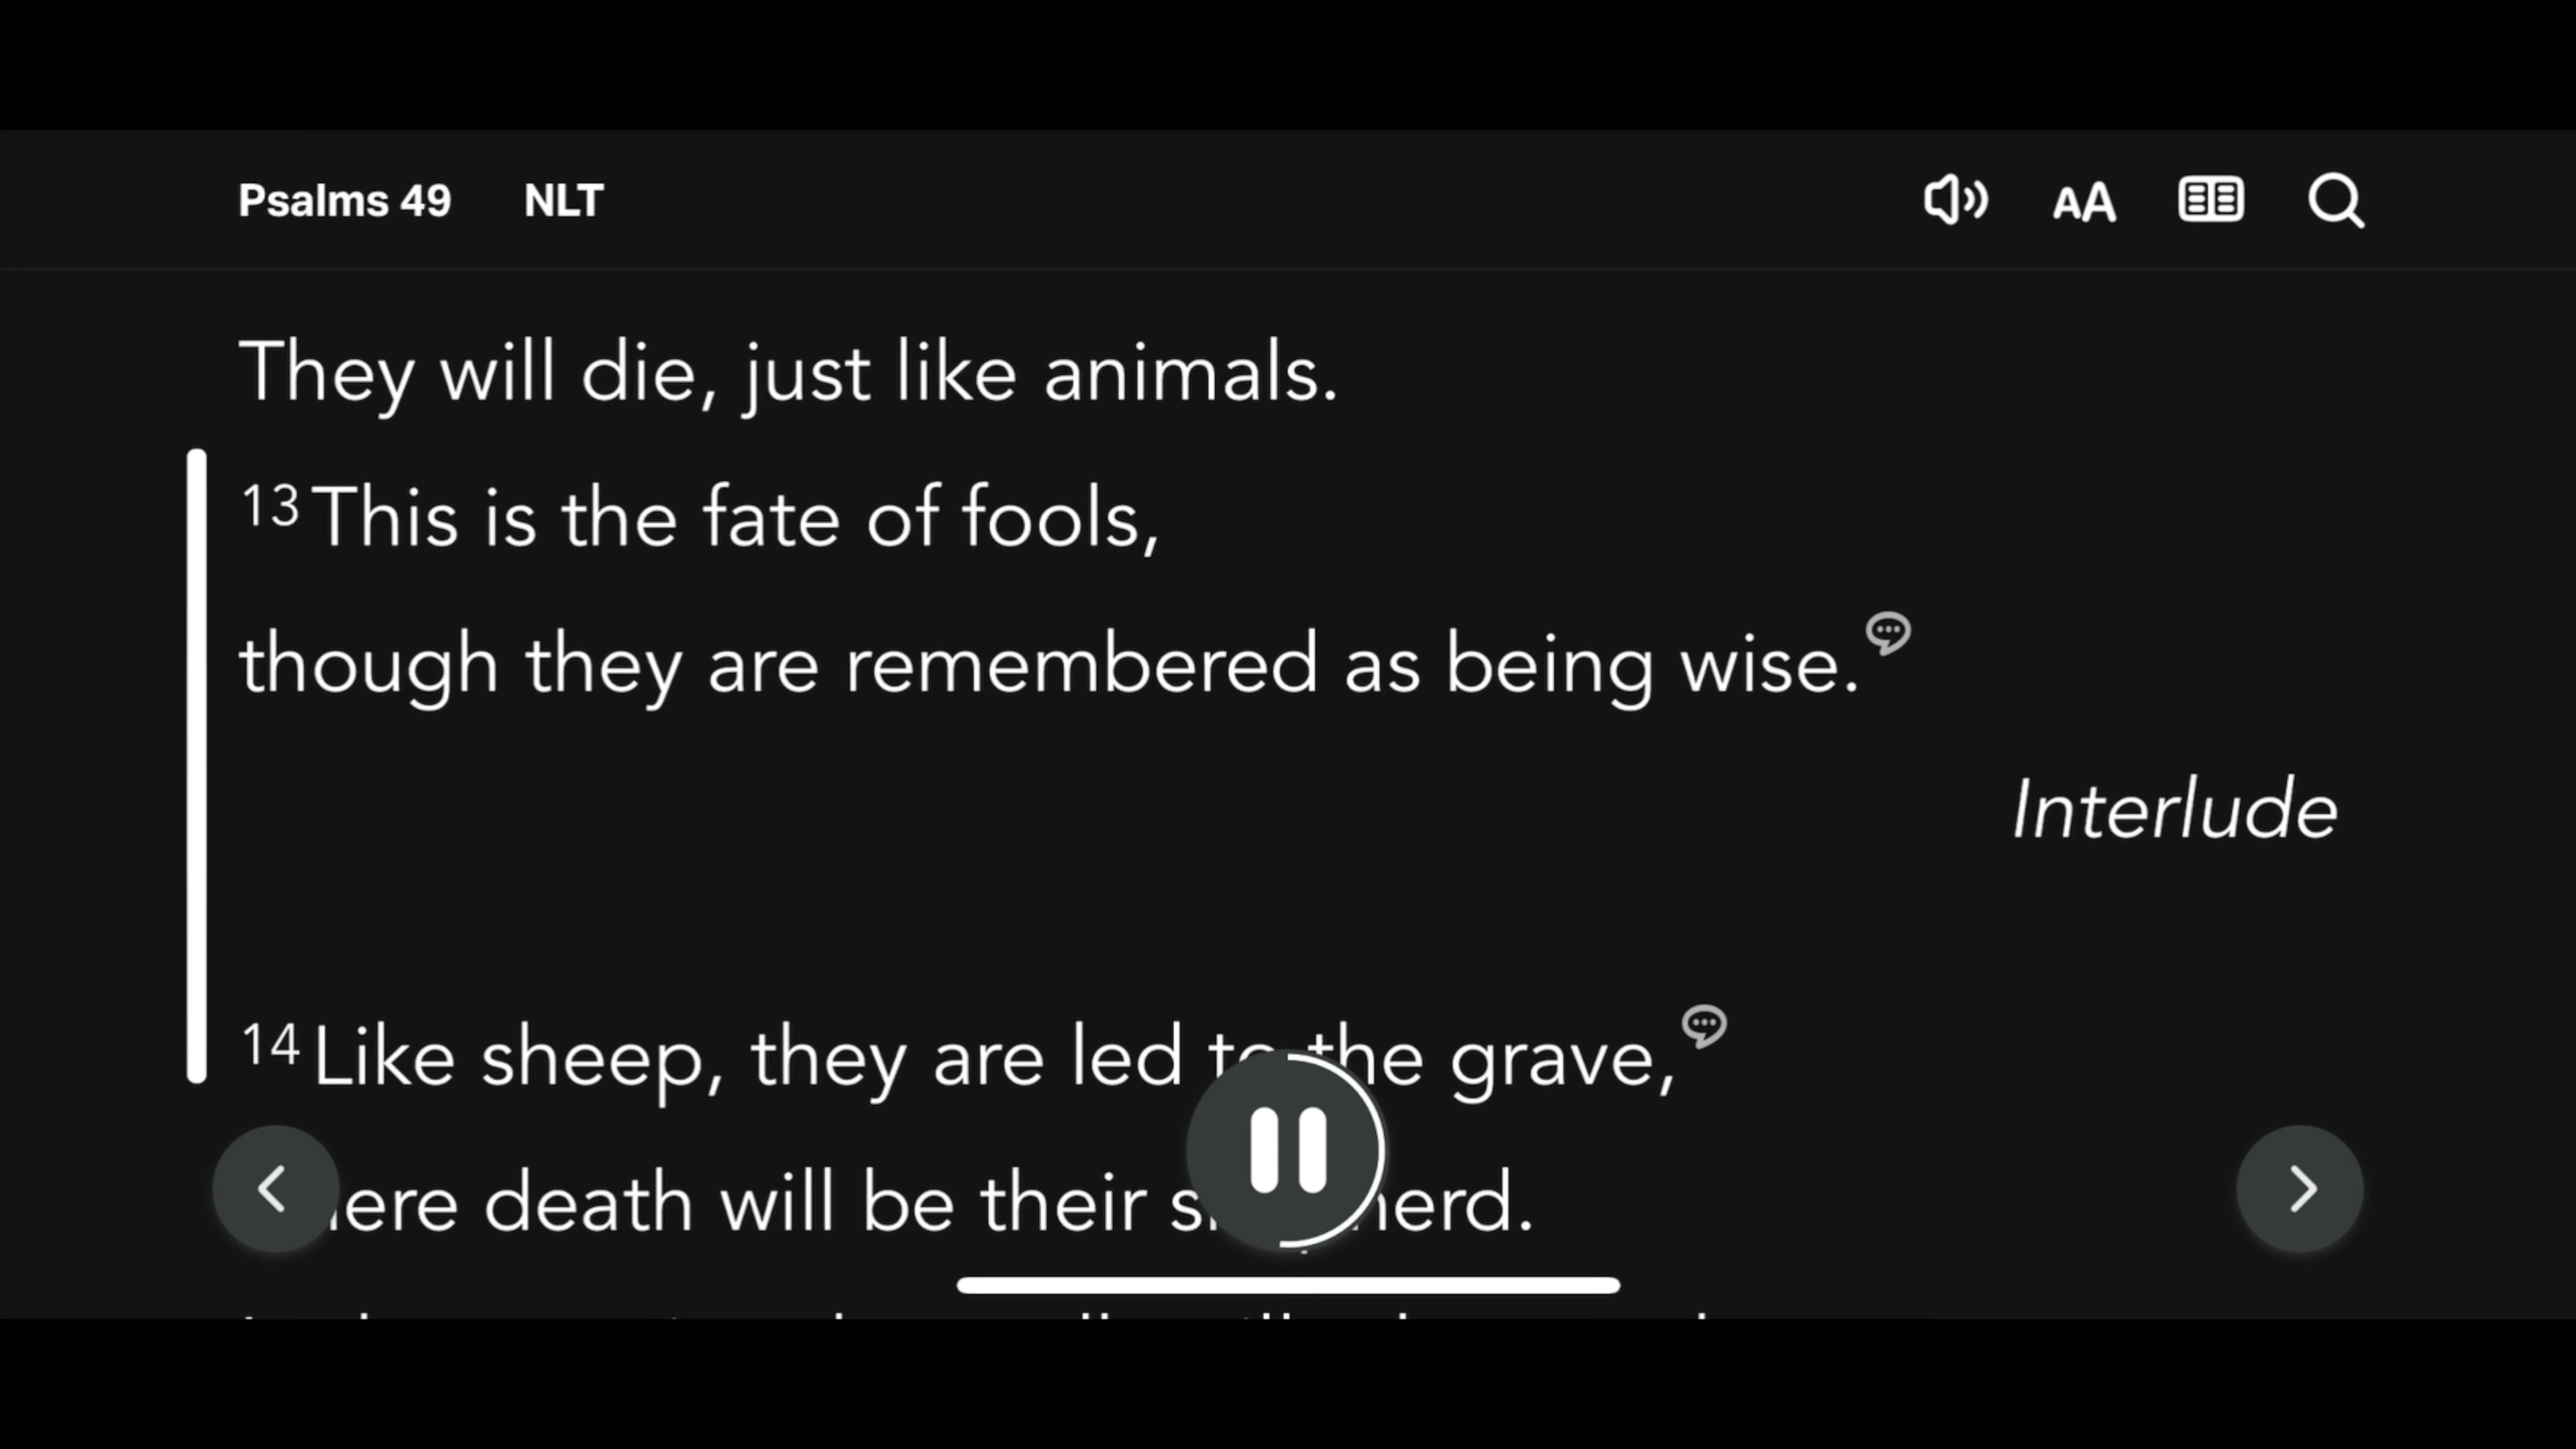 Psalms 49 NLT AA
They will die, just like animals.
13 This is the fate of fools,
though they are remembered as being wise.
Interlude
14 Like sheep, they are led to the grave,
death will be their